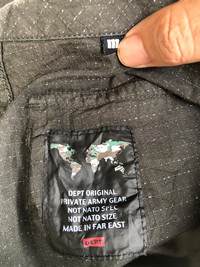 DEPT ORIGINAL
PRIVATE ARMY GEAR
NOT NATO SPEC
NOT NATO SIZE
MADE IN FAR EAST
DEPT